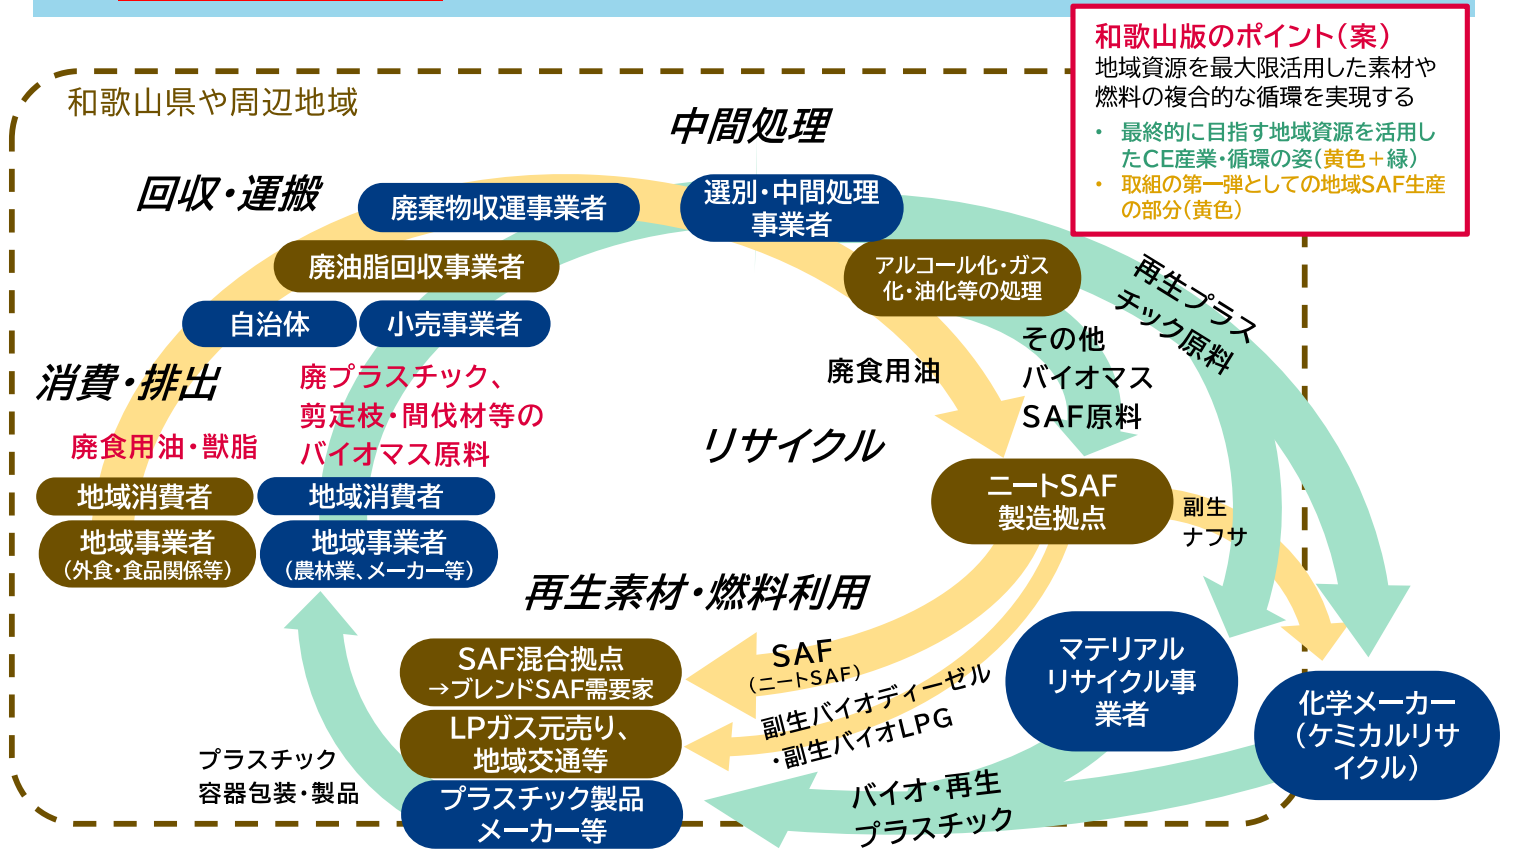 和歌山版のポイント（案）
地域資源を最大限活用した素材や
燃料の複合的な循環を実現する
・ 最終的に目指す地域資源を活用し
たCE産業・循環の姿（黄色＋緑）
・ 取組の第一弾としての地域SAF生産
の部分（黄色）
和歌山県や周辺地域
中間処理
回収・運搬
廃棄物収運事業者
選別・中間処理
事業者
廃油脂回収事業者
アルコール化・ガス
化・油化等の処理
再生プラス
チック原料
自治体
小売事業者
その他
バイオマス
SAF原料
廃食用油
消費・排出
廃プラスチック、
剪定枝・間伐材等の
バイオマス原料
廃食用油・獣脂
リサイクル
地域消費者
地域消費者
ニートSAF
製造拠点
副生
ナフサ
地域事業者
（外食・食品関係等）
地域事業者
（農林業、メーカー等）
再生素材・燃料利用
SAF混合拠点
→ブレンドSAF需要家
SAF
（ニートSAF）
マテリアル
リサイクル事
業者
LPガス元売り、
地域交通等
副生バイオディーゼル
・副生バイオLPG
化学メーカー
（ケミカルリサ
イクル）
プラスチック
容器包装・製品
プラスチック製品
メーカー等
バイオ・再生
プラスチック